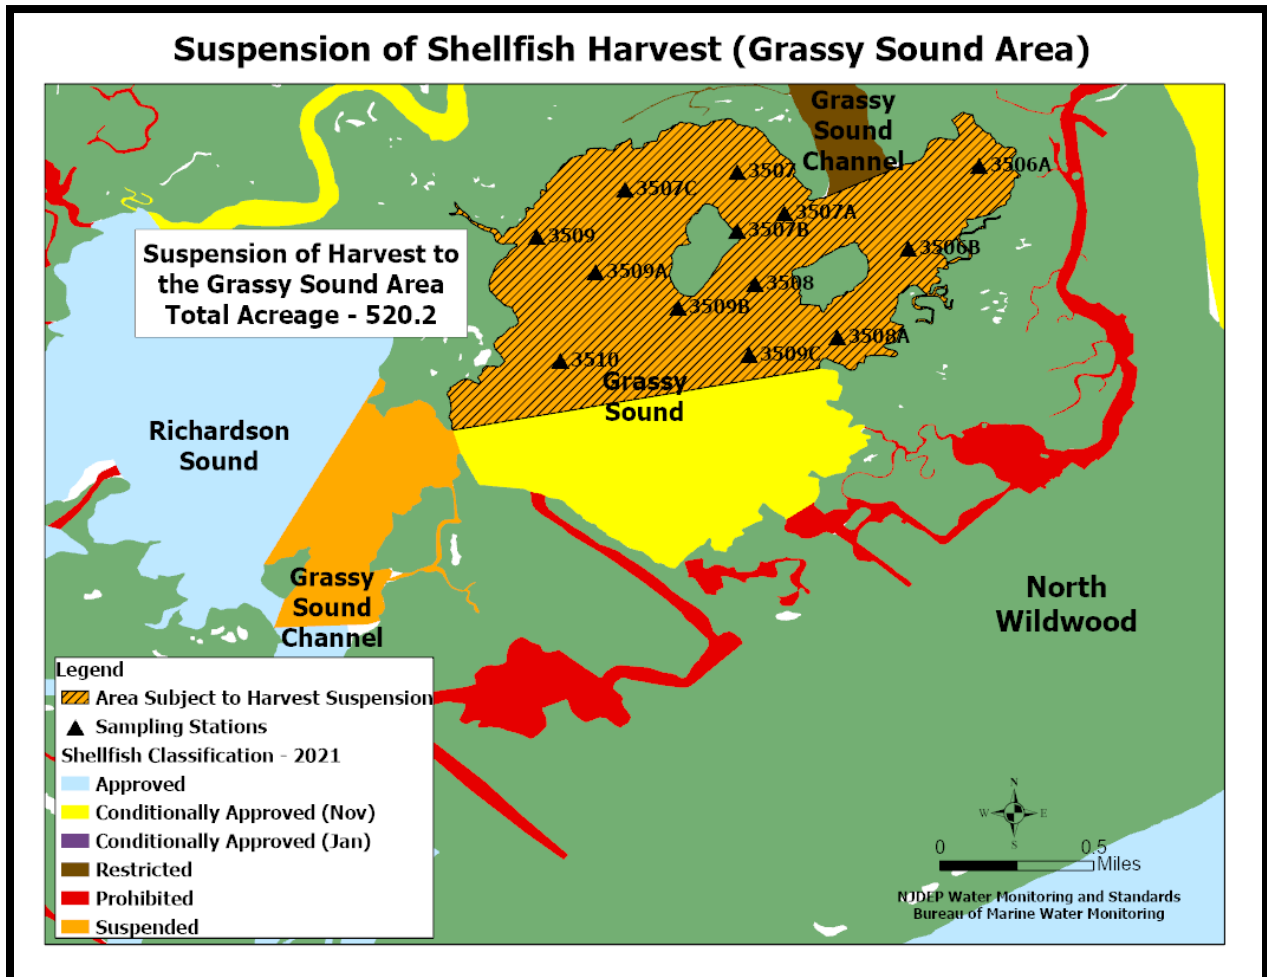 Suspension of Shellfish Harvest (Grassy Sound Area)
Grassy
Sound
Channel
3506A
3507
3507C
3507A
3507B
3509
3506B
3509A
3508
3509B
3508A
3509C
3510
Suspension of Harvest to
the Grassy Sound Area
Total Acreage - 520.2
Grassy
Sound
Richardson
Sound
Grassy
Sound
Channel
North
Wildwood
Legend
Area Subject to Harvest Suspension
Sampling Stations
Shellfish Classification - 2021
Approved
Conditionally Approved (Nov)
Conditionally Approved (Jan)
Restricted
Prohibited
Suspended
N
W E
S
0 0.5
Miles
NJDEP Water Monitoring and Standards
Bureau of Marine Water Monitoring